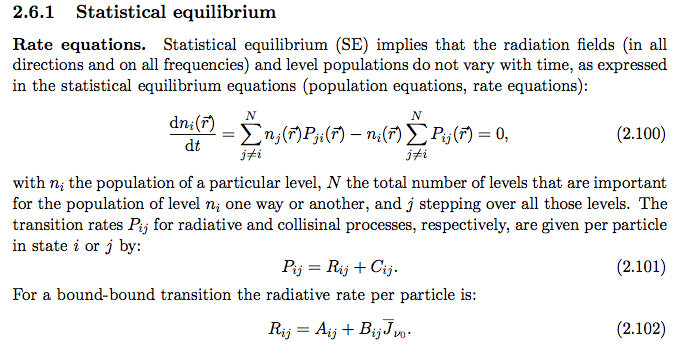 2.6.1 Statistical equilibrium
Rate equations. Statistical equilibrium (SE) implies that the radiation fields (in all
directions and on all frequencies) and level populations do not vary with time, as expressed
in the statistical equilibrium equations (population equations, rate equations):
\frac{dn_i(\vec{r})}{dt} = \sum_{j \neq i}^{N} n_j(\vec{r}) P_{ji}(\vec{r}) − n_i(\vec{r}) \sum_{j \neq i}^{N} P_{ij}(\vec{r}) = 0, (2.100)
with n_i the population of a particular level, N the total number of levels that are important
for the population of level n_i one way or another, and j stepping over all those levels. The
transition rates P_{ij} for radiative and collisinal processes, respectively, are given per particle
in state i or j by:
P_{ij} = R_{ij} + C_{ij}. (2.101)
For a bound-bound transition the radiative rate per particle is:
R_{ij} = A_{ij} + B_{ij} \overline{J}_{\nu_0}. (2.102)